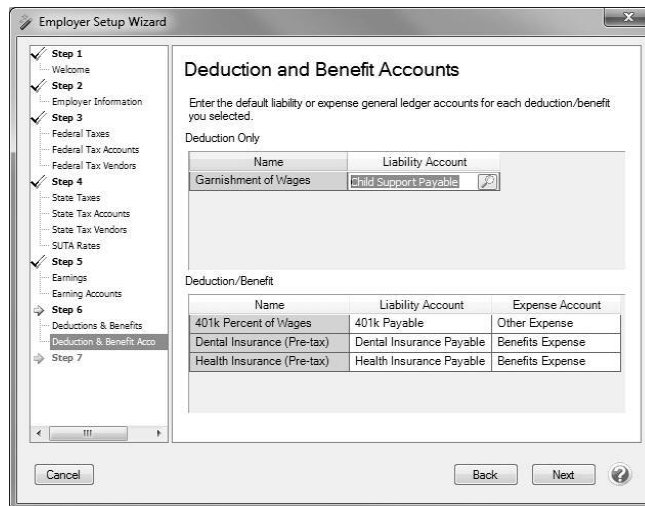 Employer Setup Wizard
Step 1
Welcome
Step 2
Employer Information
Step 3
Federal Taxes
Federal Tax Accounts
Federal Tax Vendors
Step 4
State Taxes
State Tax Accounts
State Tax Vendors
SUTA Rates
Step 5
Earnings
Earning Accounts
Step 6
Deductions & Benefits
Deduction & Benefit Acco
Step 7
Deduction and Benefit Accounts
Enter the default liability or expense general ledger accounts for each deduction/benefit
you selected.
Deduction Only
Name Liability Account
Garnishment of Wages Child Support Payable
Deduction/Benefit
Name Liability Account Expense Account
401k Percent of Wages 401k Payable Other Expense
Dental Insurance (Pre-tax) Dental Insurance Payable Benefits Expense
Health Insurance (Pre-tax) Health Insurance Payable Benefits Expense
Cancel Back Next ?